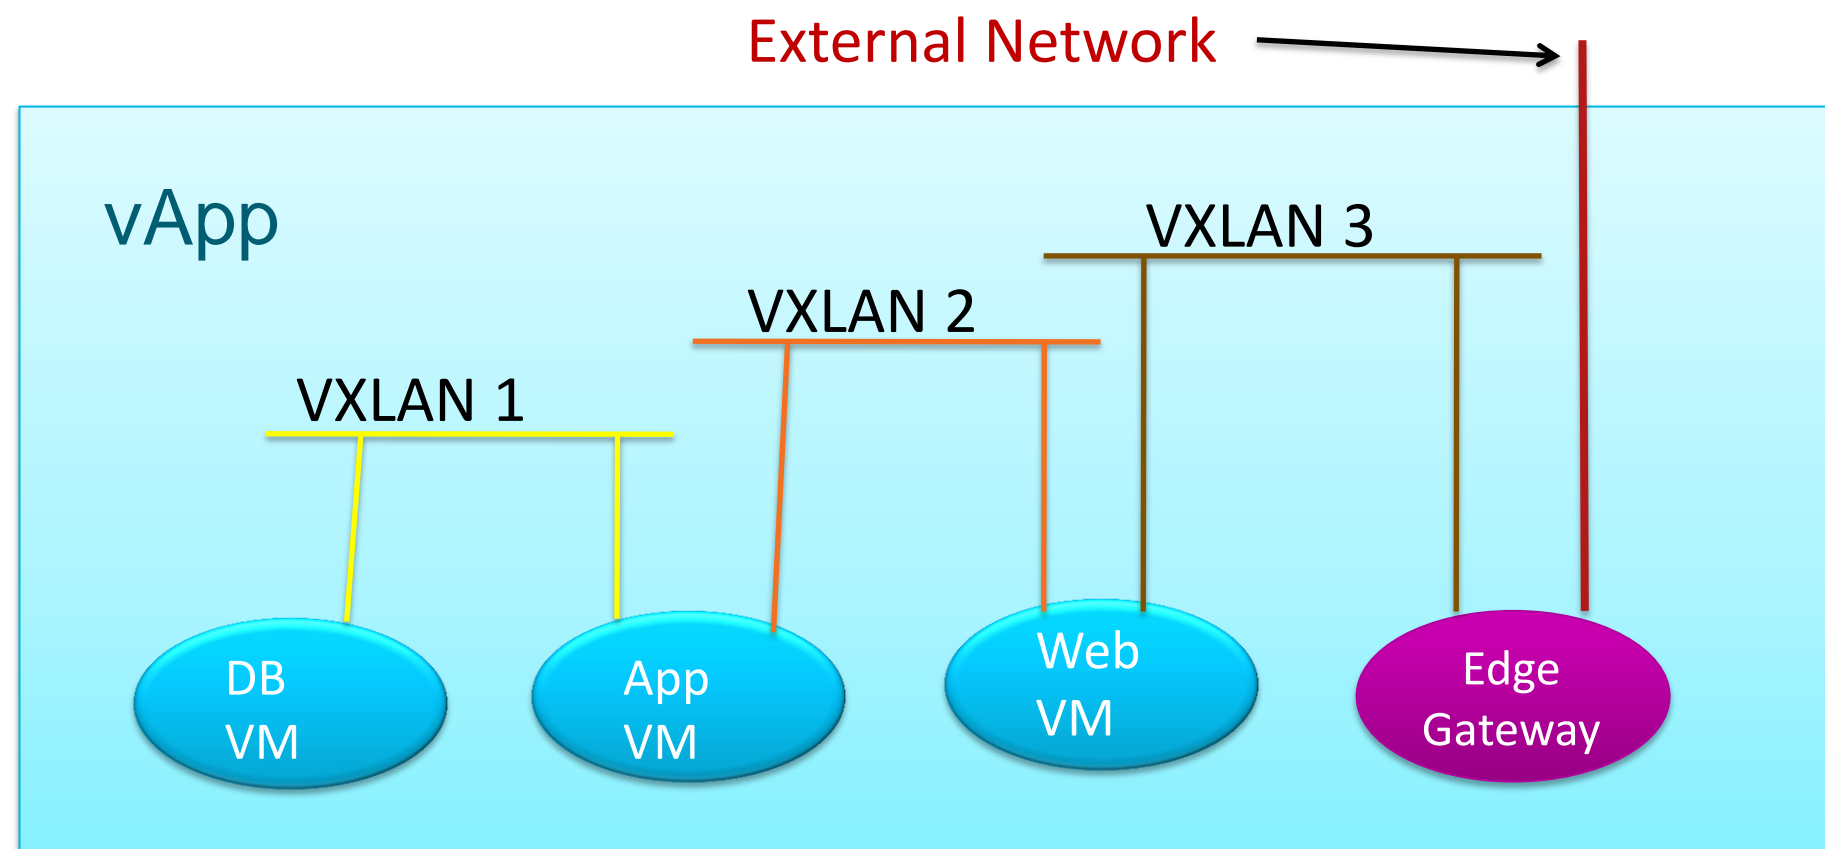 External Network
vApp
VXLAN 3
VXLAN 2
VXLAN 1
DB
VM
App
VM
Web
VM
Edge
Gateway